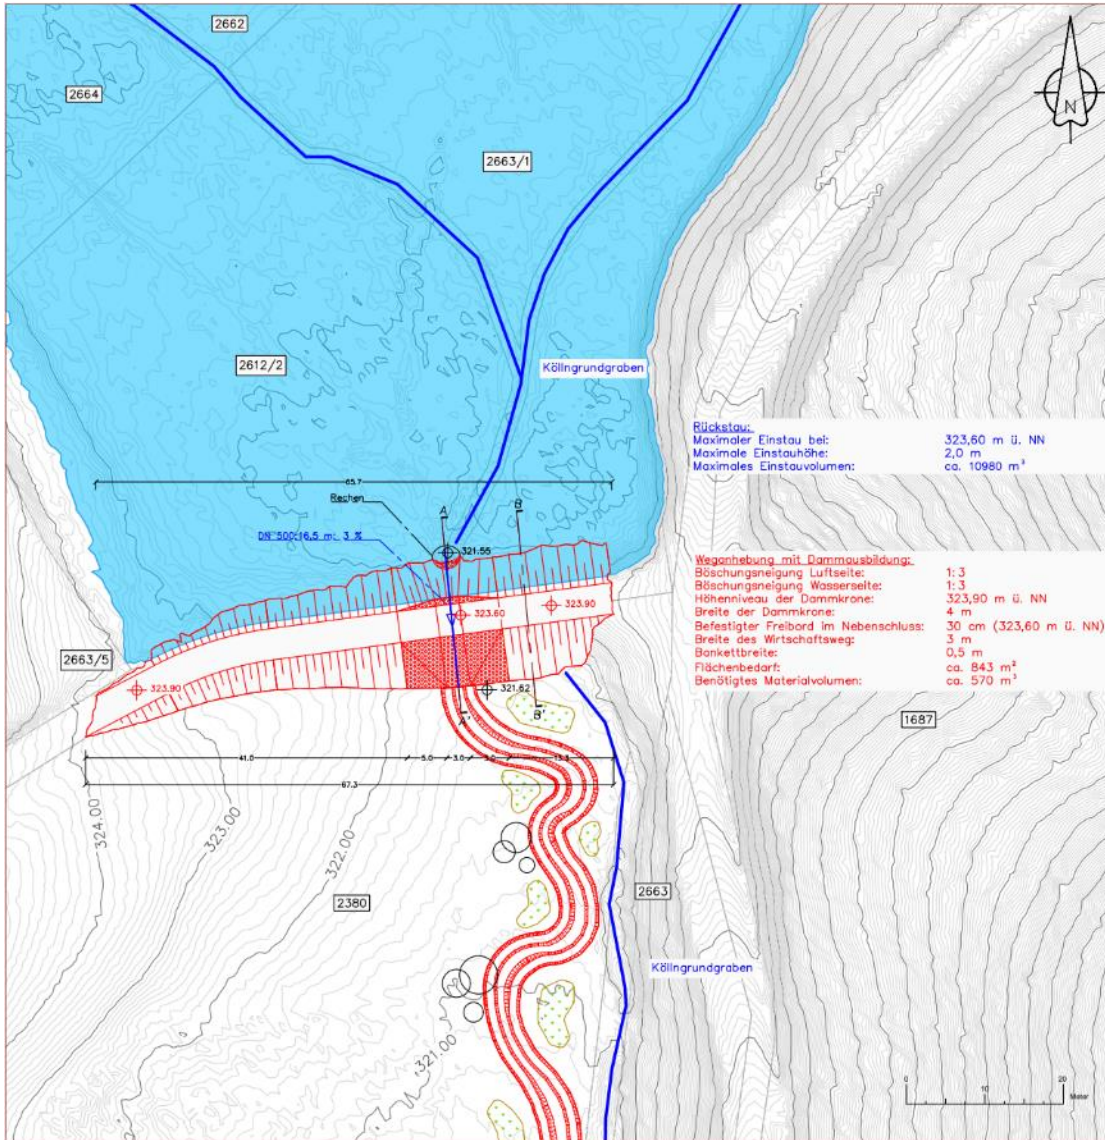 2662
2664
N
2663/1
2612/2
Köllngrundgraben
Rückstau:
Maximaler Einstau bei: 323,60 m ü. NN
Maximale Einstauhöhe: 2,0 m
Maximales Einstauvolumen: ca. 10980 m³
65.7
Rechen
A
B
DN 500;16,5 m; 3 %
321.55
Weganhebung mit Dammausbildung:
Böschungsneigung Luftseite: 1:3
Böschungsneigung Wasserseite: 1:3
Höhenniveau der Dammkrone: 323,90 m ü. NN
Breite der Dammkrone: 4 m
Befestigter Freibord im Nebenschluss: 30 cm (323,60 m ü. NN)
Breite des Wirtschaftsweg: 3 m
Bankettbreite: 0,5 m
Flächenbedarf: ca. 843 m²
Benötigtes Materialvolumen: ca. 570 m³
323.60
323.90
2663/5
323.90
321.62
A'
B'
1687
41.0
5.0
3.0
13.3
67.3
324.00
323.00
322.00
2380
2663
Köllngrundgraben
321.00
0
10
20
Meter